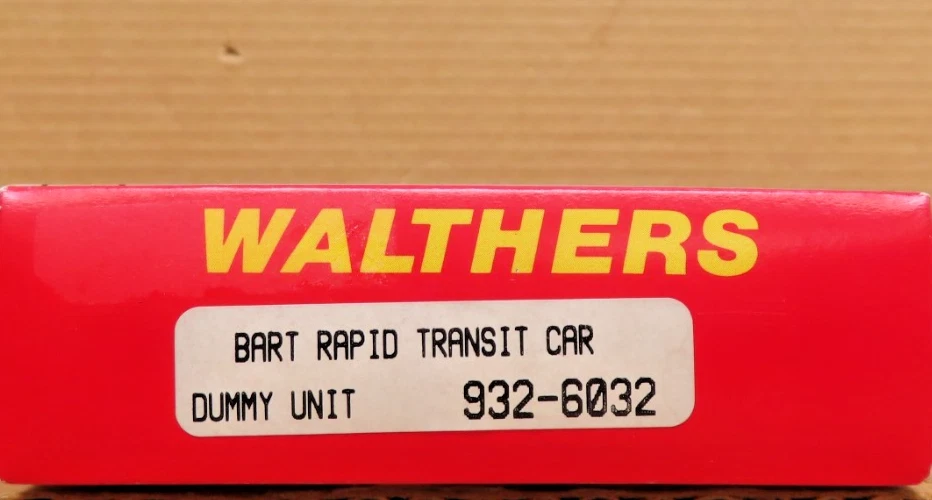 WALTHERS
BART RAPID TRANSIT CAR
DUMMY UNIT 932-6032